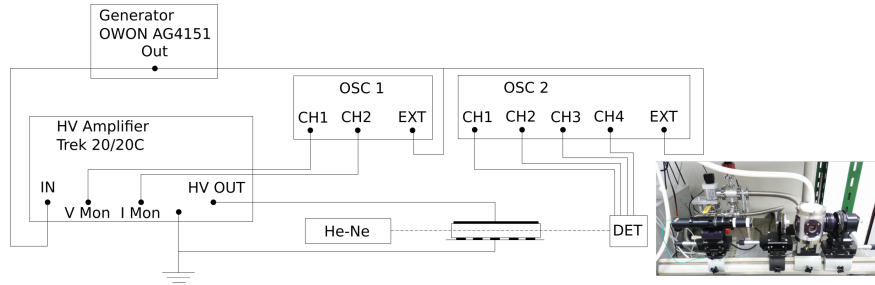 Generator
OWON AG4151
Out
OSC 1
CH1 CH2 EXT
OSC 2
CH1 CH2 CH3 CH4 EXT
HV Amplifier
Trek 20/20C
IN
HV OUT
V Mon I Mon
He-Ne
DET